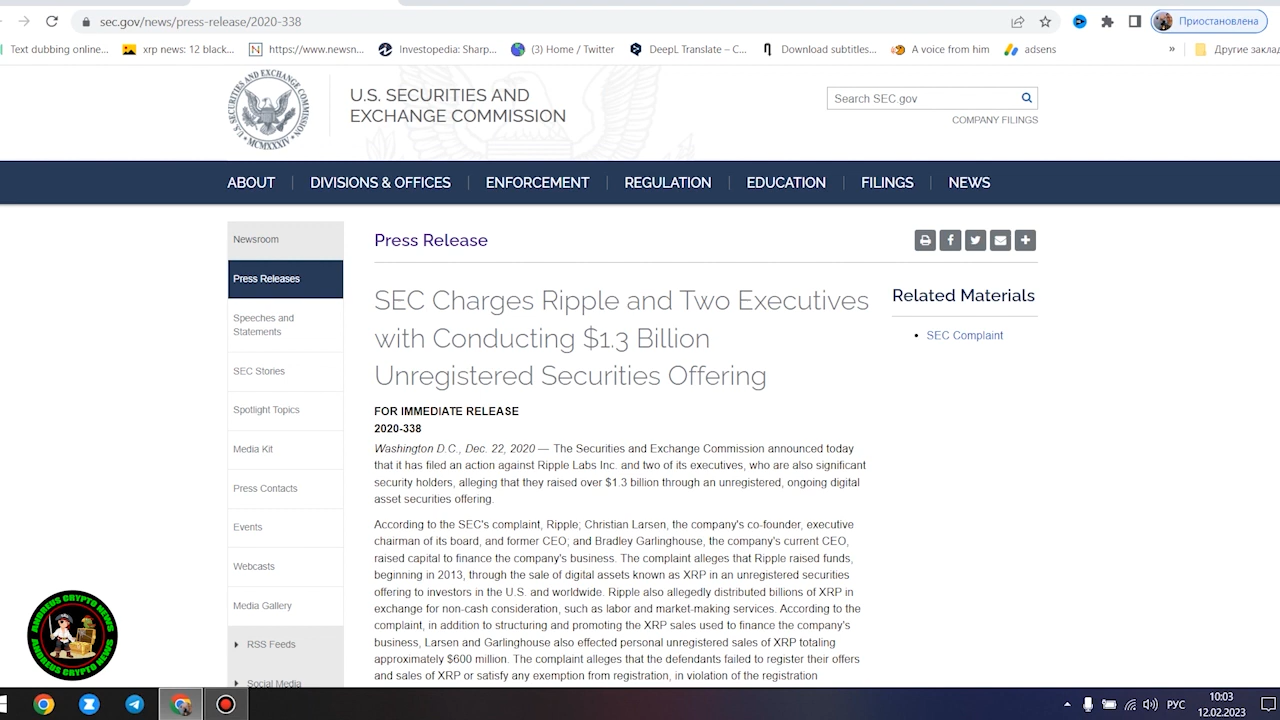 sec.gov/news/press-release/2020-338
Приостановлена
Text dubbing online...
xrp news: 12 black...
https://www.newsn...
Investopedia: Sharp...
(3) Home / Twitter
DeepL Translate – C...
Download subtitles...
A voice from him
adsens
»
Другие заклад
U.S. SECURITIES AND EXCHANGE COMMISSION
MCMXXXIV
U.S. SECURITIES AND
EXCHANGE COMMISSION
Search SEC.gov
COMPANY FILINGS
ABOUT
DIVISIONS & OFFICES
ENFORCEMENT
REGULATION
EDUCATION
FILINGS
NEWS
Newsroom
Press Releases
Speeches and
Statements
SEC Stories
Spotlight Topics
Media Kit
Press Contacts
Events
Webcasts
Media Gallery
RSS Feeds
Social Media
Press Release
SEC Charges Ripple and Two Executives
with Conducting $1.3 Billion
Unregistered Securities Offering
FOR IMMEDIATE RELEASE
2020-338
Washington D.C., Dec. 22, 2020 — The Securities and Exchange Commission announced today
that it has filed an action against Ripple Labs Inc. and two of its executives, who are also significant
security holders, alleging that they raised over $1.3 billion through an unregistered, ongoing digital
asset securities offering.
According to the SEC's complaint, Ripple; Christian Larsen, the company's co-founder, executive
chairman of its board, and former CEO; and Bradley Garlinghouse, the company's current CEO,
raised capital to finance the company's business. The complaint alleges that Ripple raised funds,
beginning in 2013, through the sale of digital assets known as XRP in an unregistered securities
offering to investors in the U.S. and worldwide. Ripple also allegedly distributed billions of XRP in
exchange for non-cash consideration, such as labor and market-making services. According to the
complaint, in addition to structuring and promoting the XRP sales used to finance the company's
business, Larsen and Garlinghouse also effected personal unregistered sales of XRP totaling
approximately $600 million. The complaint alleges that the defendants failed to register their offers
and sales of XRP or satisfy any exemption from registration, in violation of the registration
Related Materials
SEC Complaint
ANDREUS CRYPTO NEWS
ANDREUS CRYPTO NEWS
РУС
10:03
12.02.2023